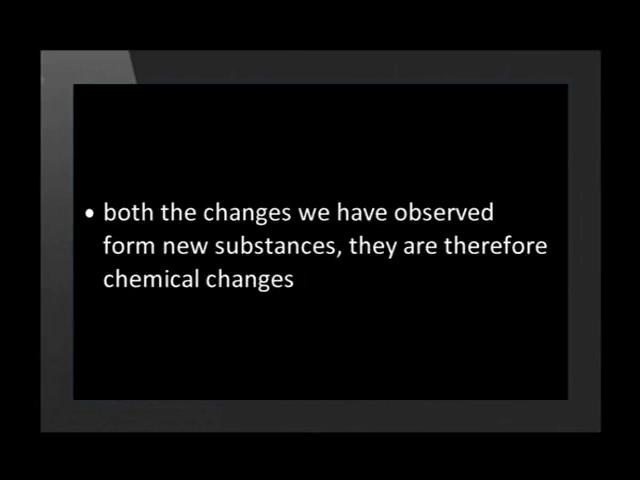 • both the changes we have observed
form new substances, they are therefore
chemical changes